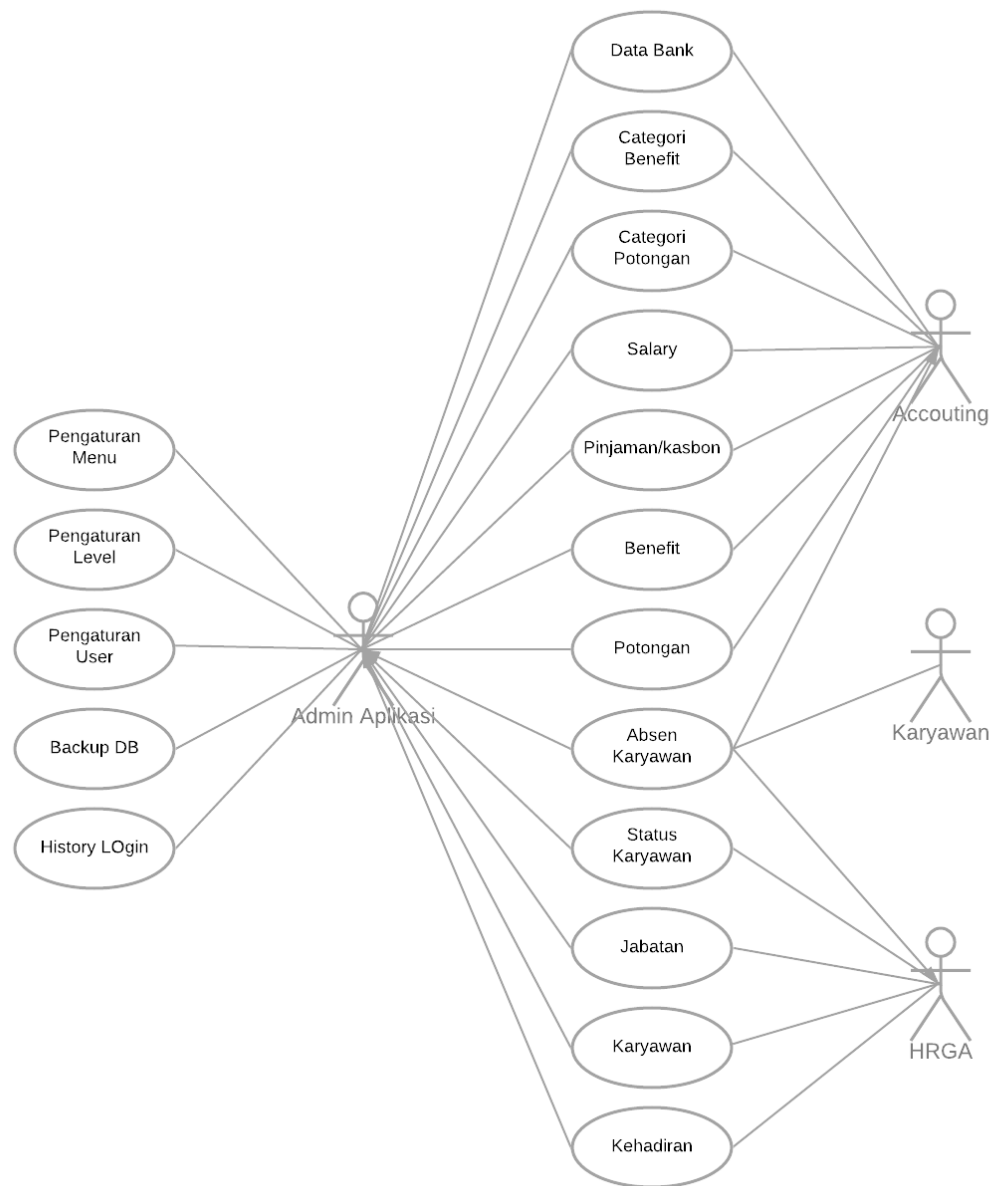 Data Bank
Categori
Benefit
Categori
Potongan
Salary
Accouting
Pengaturan
Menu
Pinjaman/kasbon
Pengaturan
Level
Benefit
Pengaturan
User
Potongan
Admin Aplikasi
Karyawan
Backup DB
Absen
Karyawan
History LOgin
Status
Karyawan
Jabatan
Karyawan
HRGA
Kehadiran